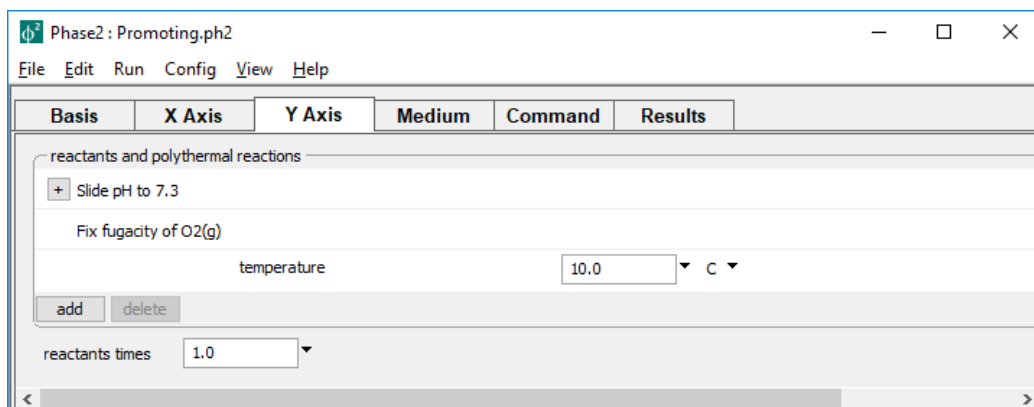 ϕ² Phase2 : Promoting.ph2
File Edit Run Config View Help
Basis X Axis Y Axis Medium Command Results
reactants and polythermal reactions
+ Slide pH to 7.3
Fix fugacity of O2(g)
temperature 10.0 C
add delete
reactants times 1.0